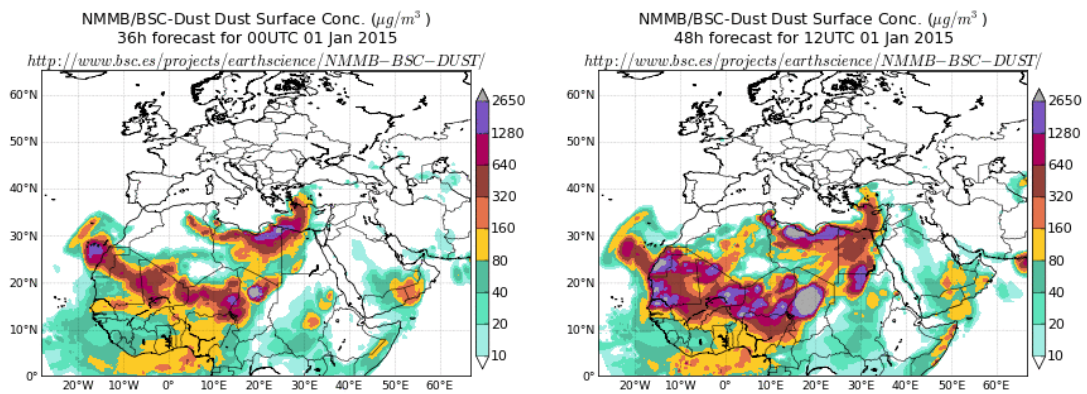 NMMB/BSC-Dust Dust Surface Conc. (μg/m³ )
36h forecast for 00UTC 01 Jan 2015
http://www.bsc.es/projects/earthscience/NMMB−BSC−DUST/
60°N
50°N
40°N
30°N
20°N
10°N
0°
20°W 10°W 0° 10°E 20°E 30°E 40°E 50°E 60°E
2650
1280
640
320
160
80
40
20
10
NMMB/BSC-Dust Dust Surface Conc. (μg/m³ )
48h forecast for 12UTC 01 Jan 2015
http://www.bsc.es/projects/earthscience/NMMB−BSC−DUST/
60°N
50°N
40°N
30°N
20°N
10°N
0°
20°W 10°W 0° 10°E 20°E 30°E 40°E 50°E 60°E
2650
1280
640
320
160
80
40
20
10